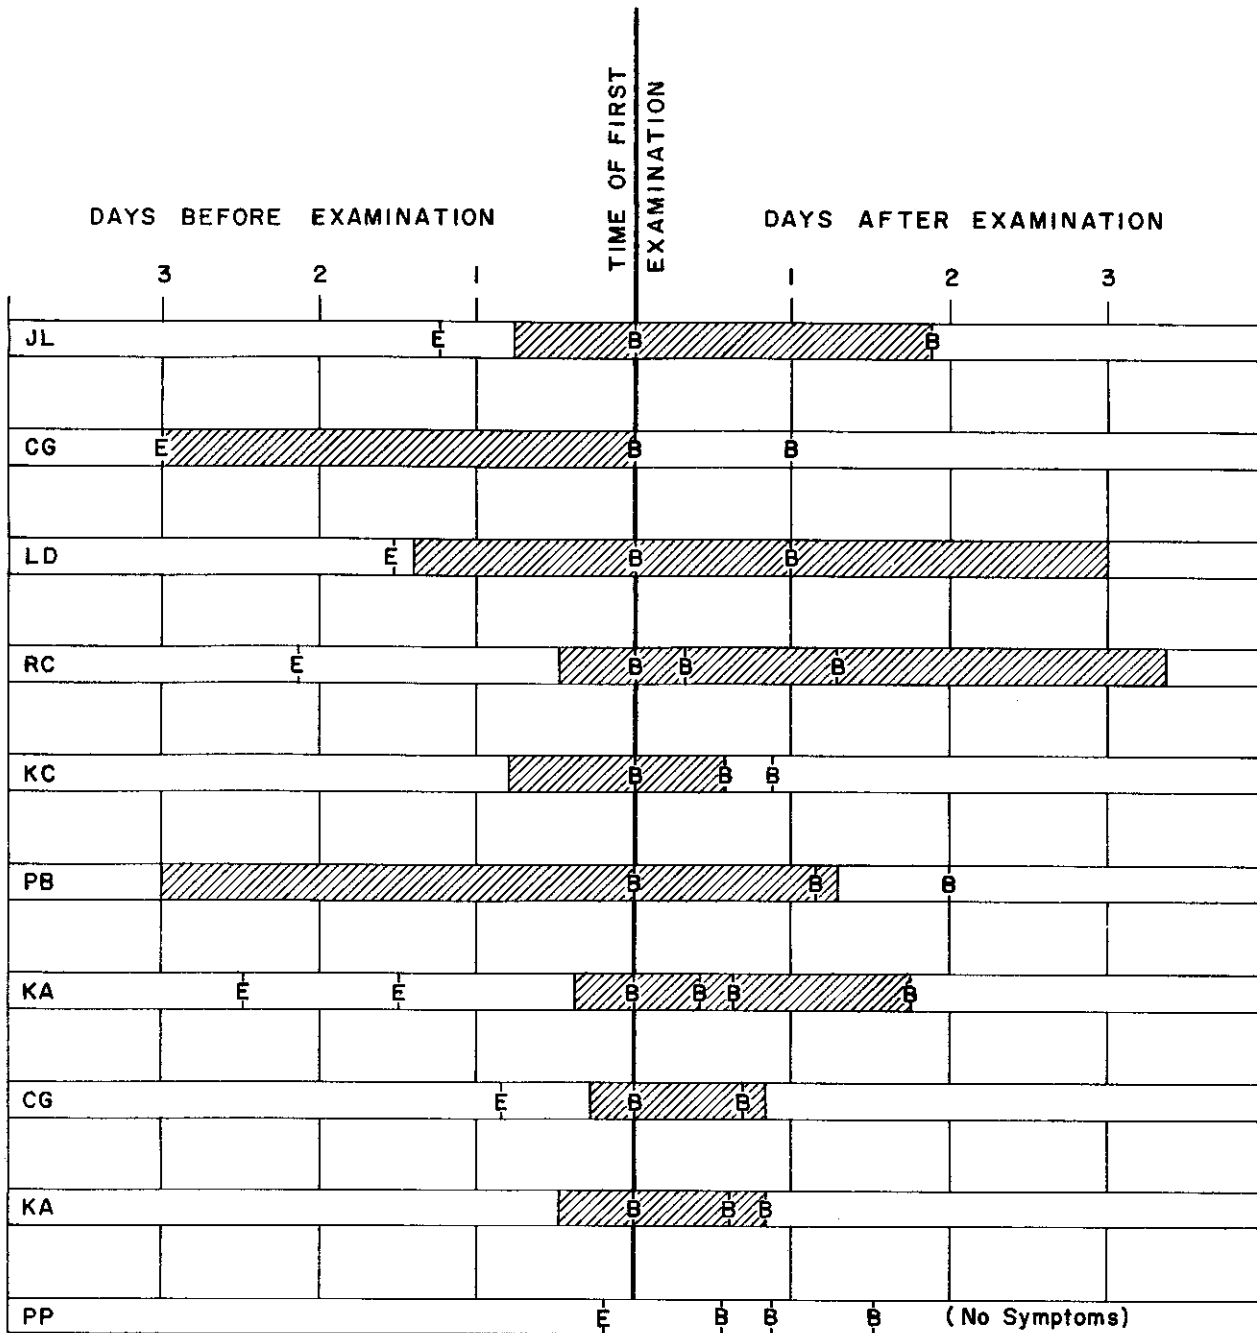 TIME OF FIRST
EXAMINATION
DAYS BEFORE EXAMINATION
DAYS AFTER EXAMINATION
3 2 1 1 2 3
JL E B B
CG E B B
LD E B B
RC E B B B
KC B B B
PB B B B
KA E E B B B B
CG E B B
KA B B B
PP E B B B (No Symptoms)